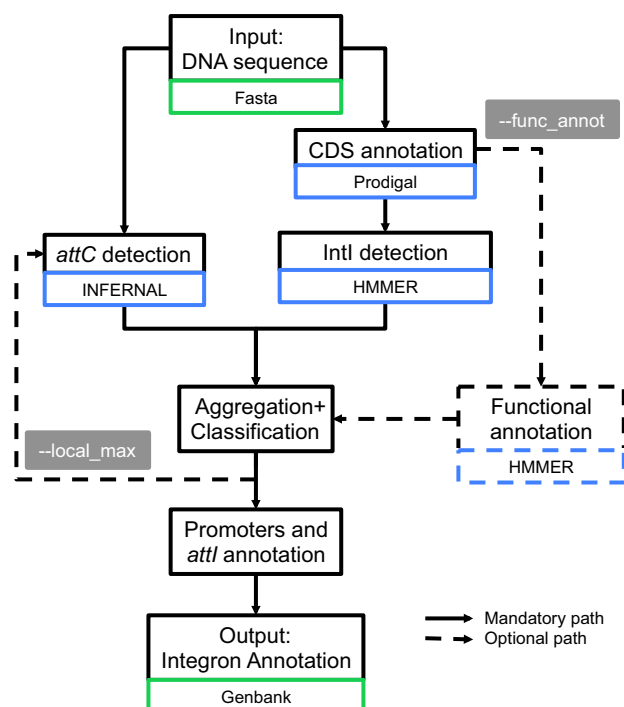 Input:
DNA sequence
Fasta
--func_annot
CDS annotation
Prodigal
attC detection
INFERNAL
IntI detection
HMMER
Aggregation+
Classification
Functional
annotation
HMMER
--local_max
Promoters and
attI annotation
Output:
Integron Annotation
Genbank
Mandatory path
Optional path